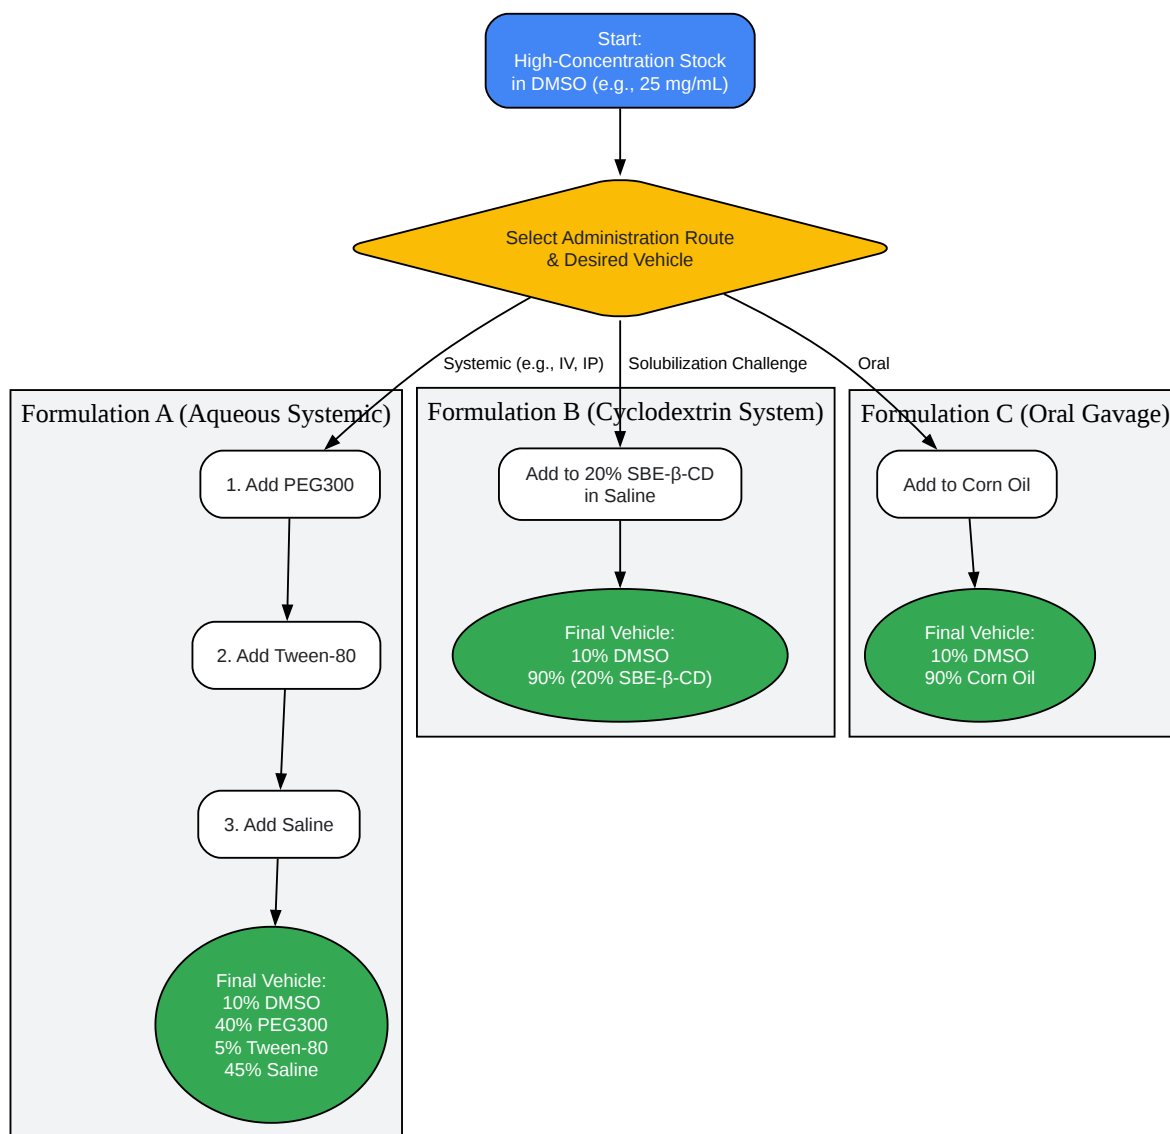 Start:
High-Concentration Stock
in DMSO (e.g., 25 mg/mL)
Select Administration Route
& Desired Vehicle
Systemic (e.g., IV, IP)
Solubilization Challenge
Oral
Formulation A (Aqueous Systemic)
1. Add PEG300
2. Add Tween-80
3. Add Saline
Final Vehicle:
10% DMSO
40% PEG300
5% Tween-80
45% Saline
Formulation B (Cyclodextrin System)
Add to 20% SBE-β-CD
in Saline
Final Vehicle:
10% DMSO
90% (20% SBE-β-CD)
Formulation C (Oral Gavage)
Add to Corn Oil
Final Vehicle:
10% DMSO
90% Corn Oil